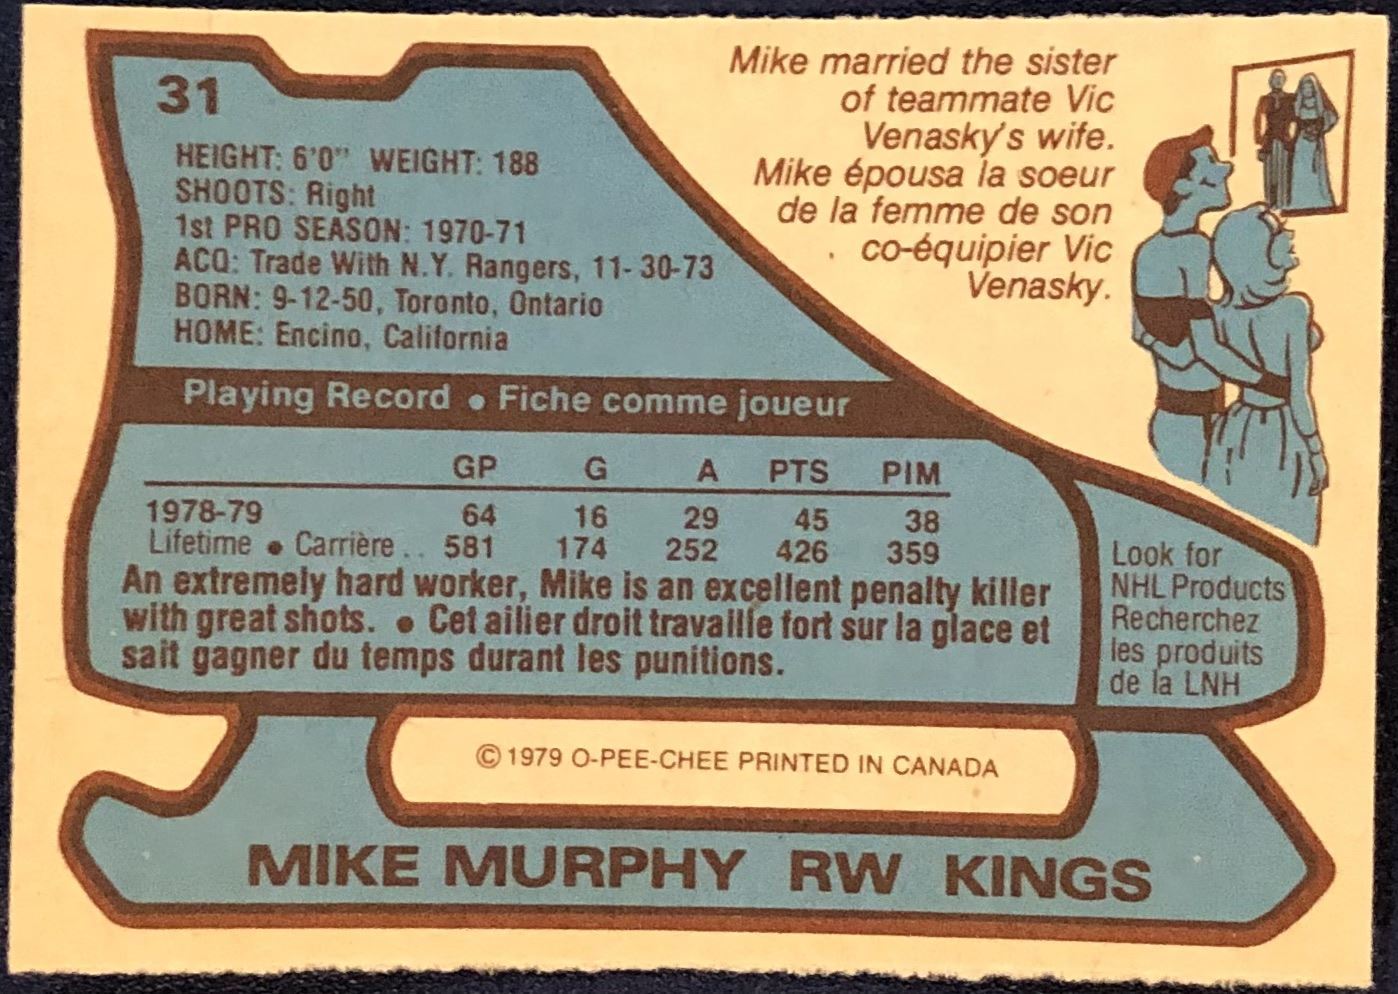 31
HEIGHT: 6'0" WEIGHT: 188
SHOOTS: Right
1st PRO SEASON: 1970-71
ACQ: Trade With N.Y. Rangers, 11-30-73
BORN: 9-12-50, Toronto, Ontario
HOME: Encino, California
Mike married the sister
of teammate Vic
Venasky's wife.
Mike épousa la soeur
de la femme de son
co-équipier Vic
Venasky.
Playing Record • Fiche comme joueur
GP G A PTS PIM
1978-79 64 16 29 45 38
Lifetime • Carrière .. 581 174 252 426 359
An extremely hard worker, Mike is an excellent penalty killer
with great shots. • Cet ailier droit travaille fort sur la glace et
sait gagner du temps durant les punitions.
Look for
NHL Products
Recherchez
les produits
de la LNH
© 1979 O-PEE-CHEE PRINTED IN CANADA
MIKE MURPHY RW KINGS